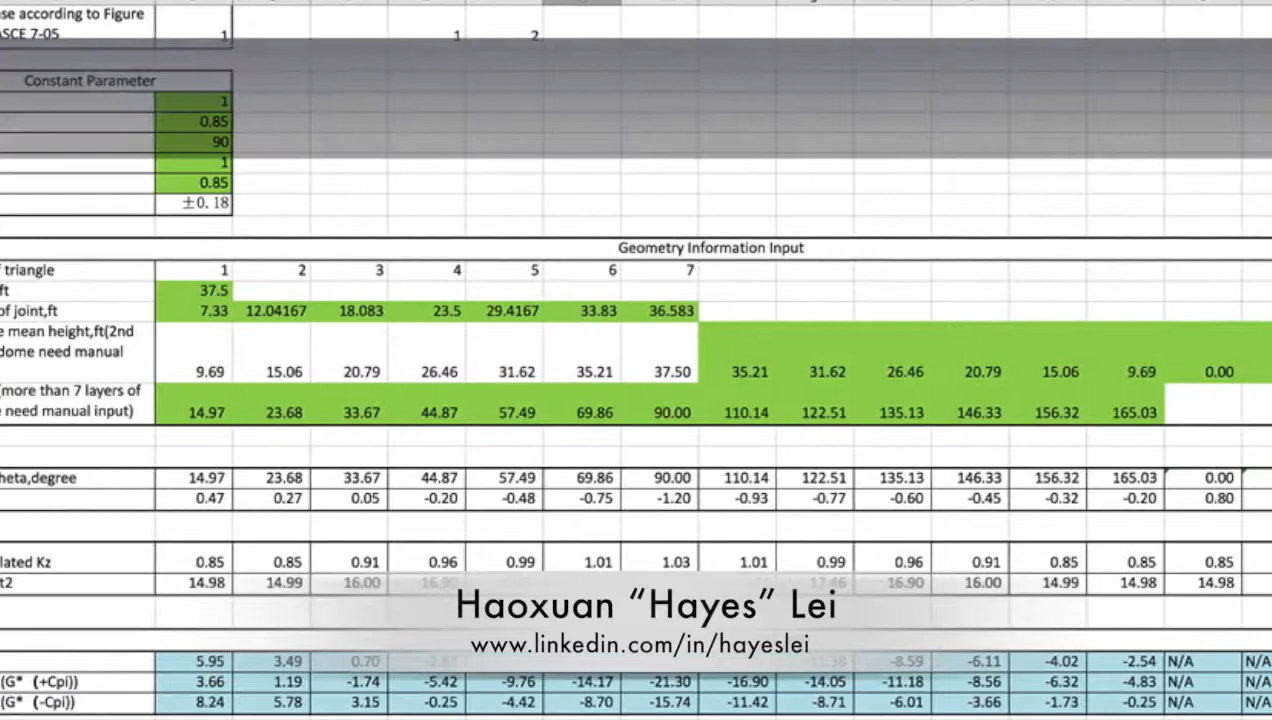 se according to Figure
ASCE 7-05 1 1 2
Constant Parameter
1
0.85
90
1
0.85
±0.18
Geometry Information Input
f triangle 1 2 3 4 5 6 7
ft 37.5
of joint,ft 7.33 12.04167 18.083 23.5 29.4167 33.83 36.583
e mean height,ft(2nd
dome need manual
9.69 15.06 20.79 26.46 31.62 35.21 37.50 35.21 31.62 26.46 20.79 15.06 9.69 0.00
(more than 7 layers of
e need manual input) 14.97 23.68 33.67 44.87 57.49 69.86 90.00 110.14 122.51 135.13 146.33 156.32 165.03
heta,degree 14.97 23.68 33.67 44.87 57.49 69.86 90.00 110.14 122.51 135.13 146.33 156.32 165.03 0.00
0.47 0.27 0.05 -0.20 -0.48 -0.75 -1.20 -0.93 -0.77 -0.60 -0.45 -0.32 -0.20 0.80
lated Kz 0.85 0.85 0.91 0.96 0.99 1.01 1.03 1.01 0.99 0.96 0.91 0.85 0.85 0.85
t2 14.98 14.99 16.00 16.90 17.46 16.90 16.00 14.99 14.98 14.98
Haoxuan “Hayes” Lei
www.linkedin.com/in/hayeslei
5.95 3.49 0.70 -8.59 -6.11 -4.02 -2.54 N/A N/A
(G* (+Cpi)) 3.66 1.19 -1.74 -5.42 -9.76 -14.17 -21.30 -16.90 -14.05 -11.18 -8.56 -6.32 -4.83 N/A N/A
(G* (-Cpi)) 8.24 5.78 3.15 -0.25 -4.42 -8.70 -15.74 -11.42 -8.71 -6.01 -3.66 -1.73 -0.25 N/A N/A